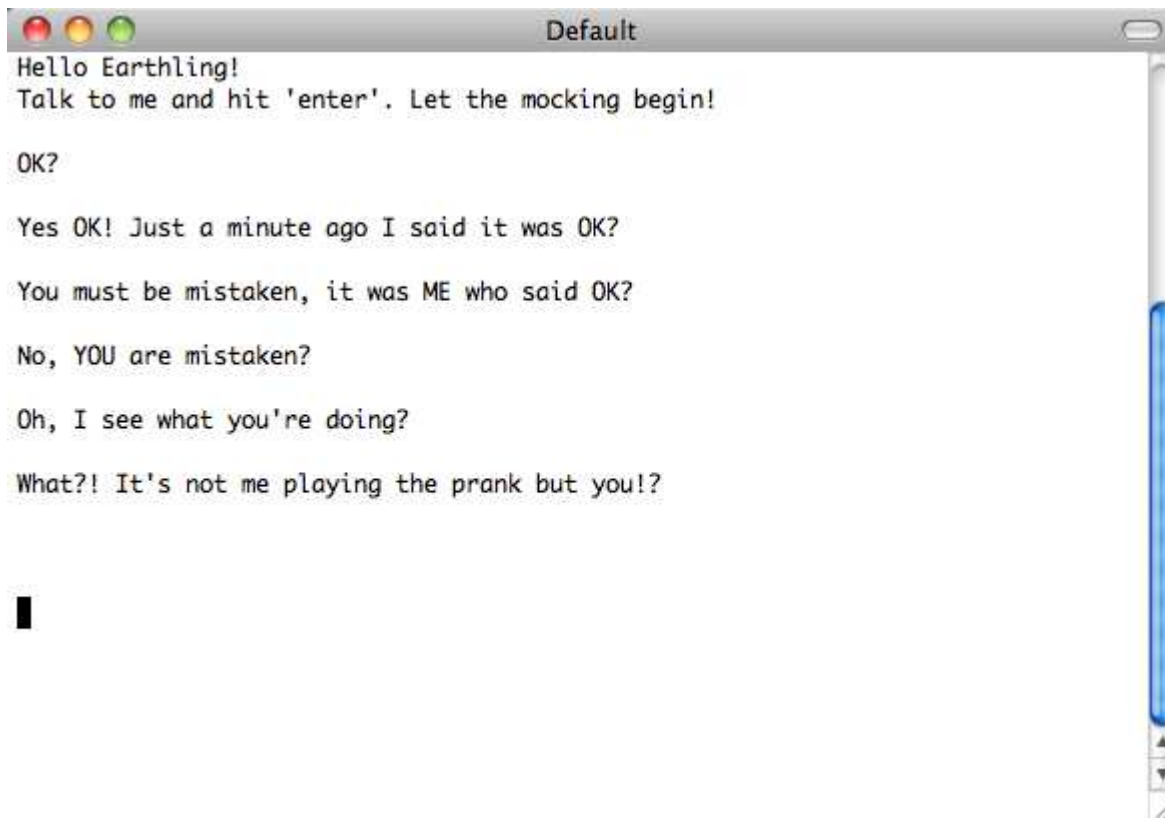 Default
Hello Earthling!
Talk to me and hit 'enter'. Let the mocking begin!
OK?
Yes OK! Just a minute ago I said it was OK?
You must be mistaken, it was ME who said OK?
No, YOU are mistaken?
Oh, I see what you're doing?
What?! It's not me playing the prank but you!?